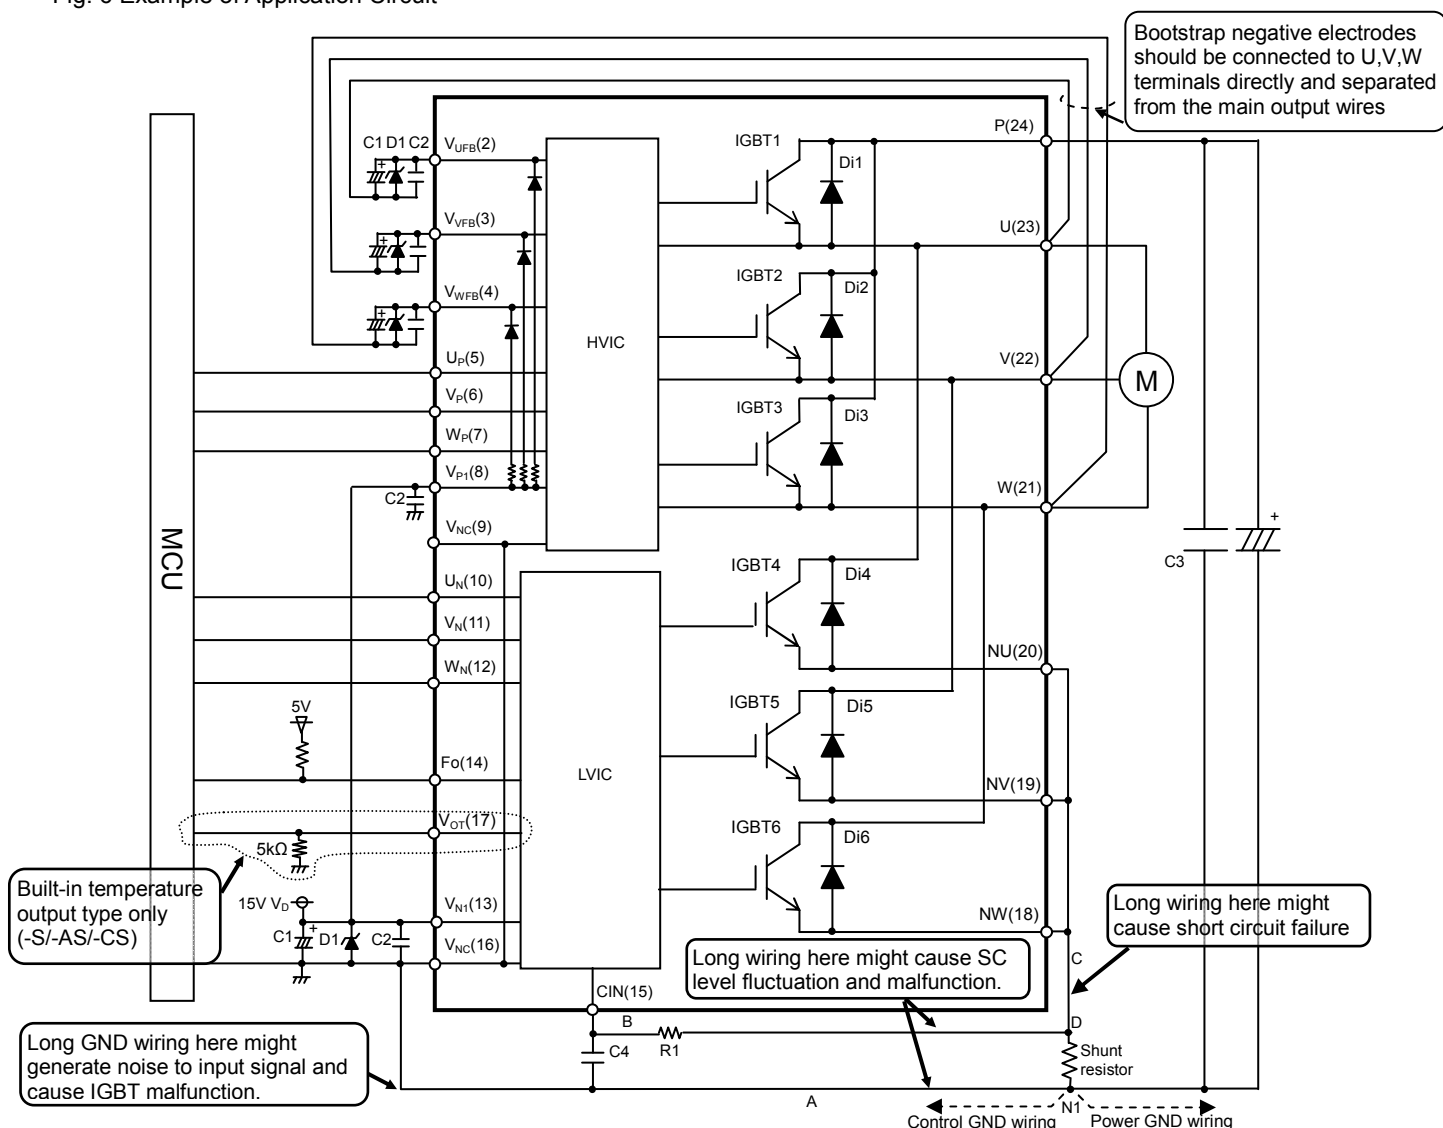 Fig. 6 Example of Application Circuit
Bootstrap negative electrodes
should be connected to U,V,W
terminals directly and separated
from the main output wires
P(24)
IGBT1
Di1
C1 D1 C2
VUFB(2)
+
VVFB(3)
+
U(23)
IGBT2
Di2
VWFB(4)
+
HVIC
UP(5)
V(22)
M
VP(6)
IGBT3
Di3
WP(7)
VP1(8)
C2
W(21)
VNC(9)
+
MCU
C3
IGBT4
Di4
UN(10)
VN(11)
WN(12)
NU(20)
5V
IGBT5
Di5
Fo(14)
LVIC
NV(19)
VOT(17)
5kΩ
IGBT6
Di6
Built-in temperature
output type only
(-S/-AS/-CS)
15V VD
VN1(13)
C1
+
D1
C2
VNC(16)
NW(18)
Long wiring here might
cause short circuit failure
Long wiring here might cause SC
level fluctuation and malfunction.
C
CIN(15)
B
D
C4
R1
Shunt
resistor
Long GND wiring here might
generate noise to input signal and
cause IGBT malfunction.
A
N1
Control GND wiring
Power GND wiring